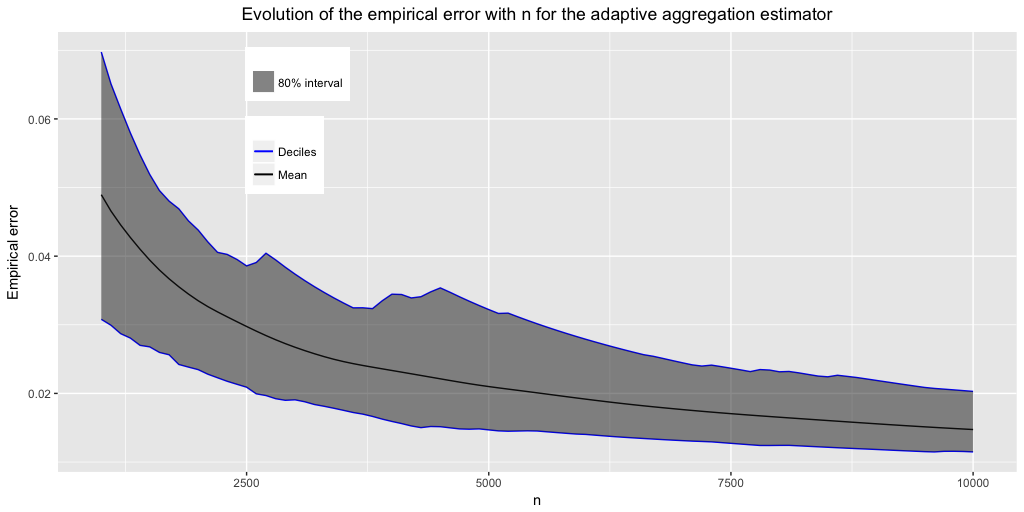 Evolution of the empirical error with n for the adaptive aggregation estimator
80% interval
Deciles
Mean
Empirical error
0.06
0.04
0.02
2500
5000
7500
10000
n